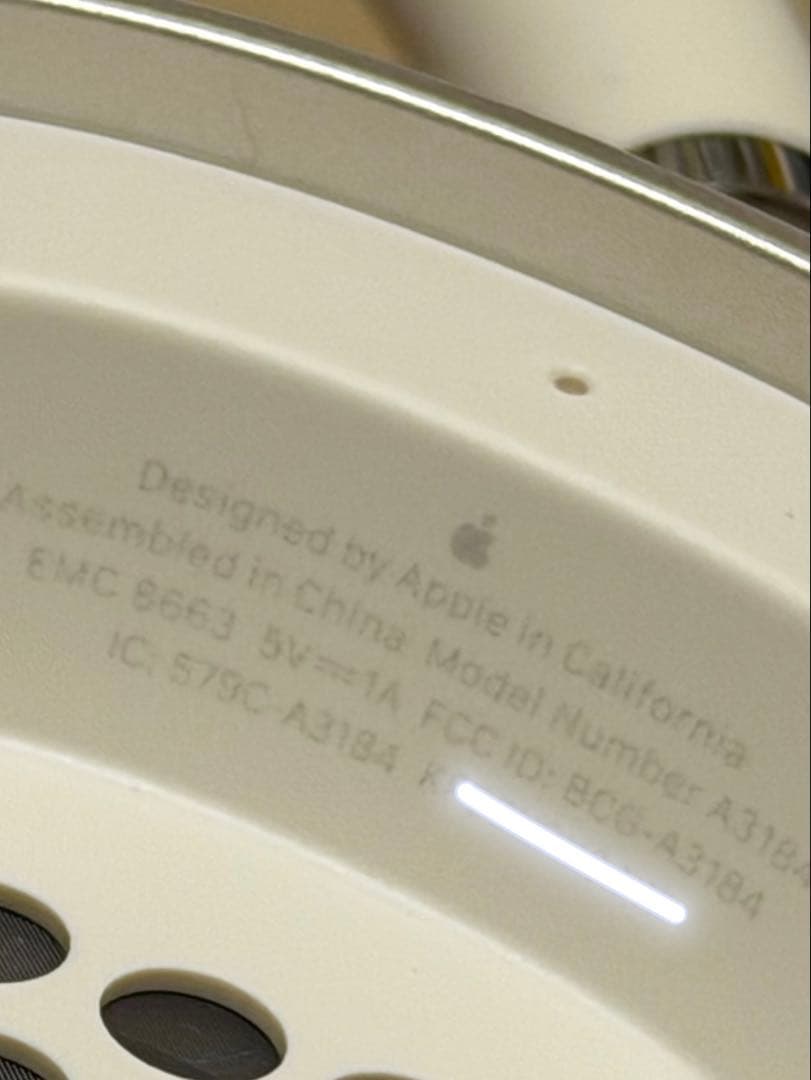 Designed by Apple in California
Assembled in China Model Number A3184
EMC 8663 5V⎓1A FCC ID: BCG-A3184
IC: 579C-A3184